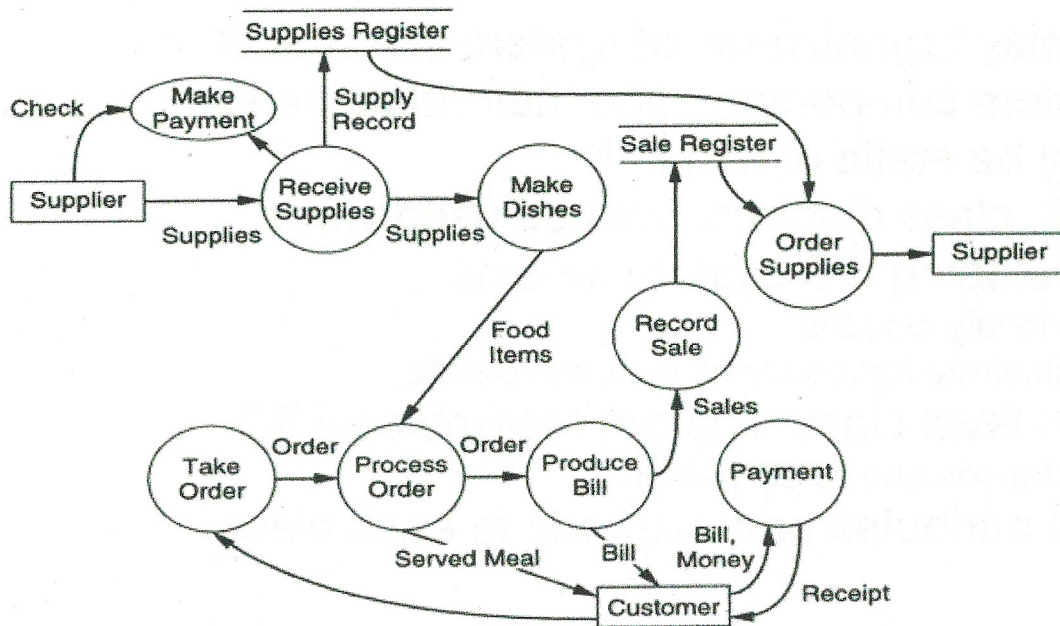 Supplies Register
Check
Make
Payment
Supply
Record
Sale Register
Supplier
Receive
Supplies
Make
Dishes
Supplies
Supplies
Order
Supplies
Supplier
Food
Items
Record
Sale
Sales
Take
Order
Order
Process
Order
Order
Produce
Bill
Payment
Served Meal
Bill
Bill,
Money
Customer
Receipt